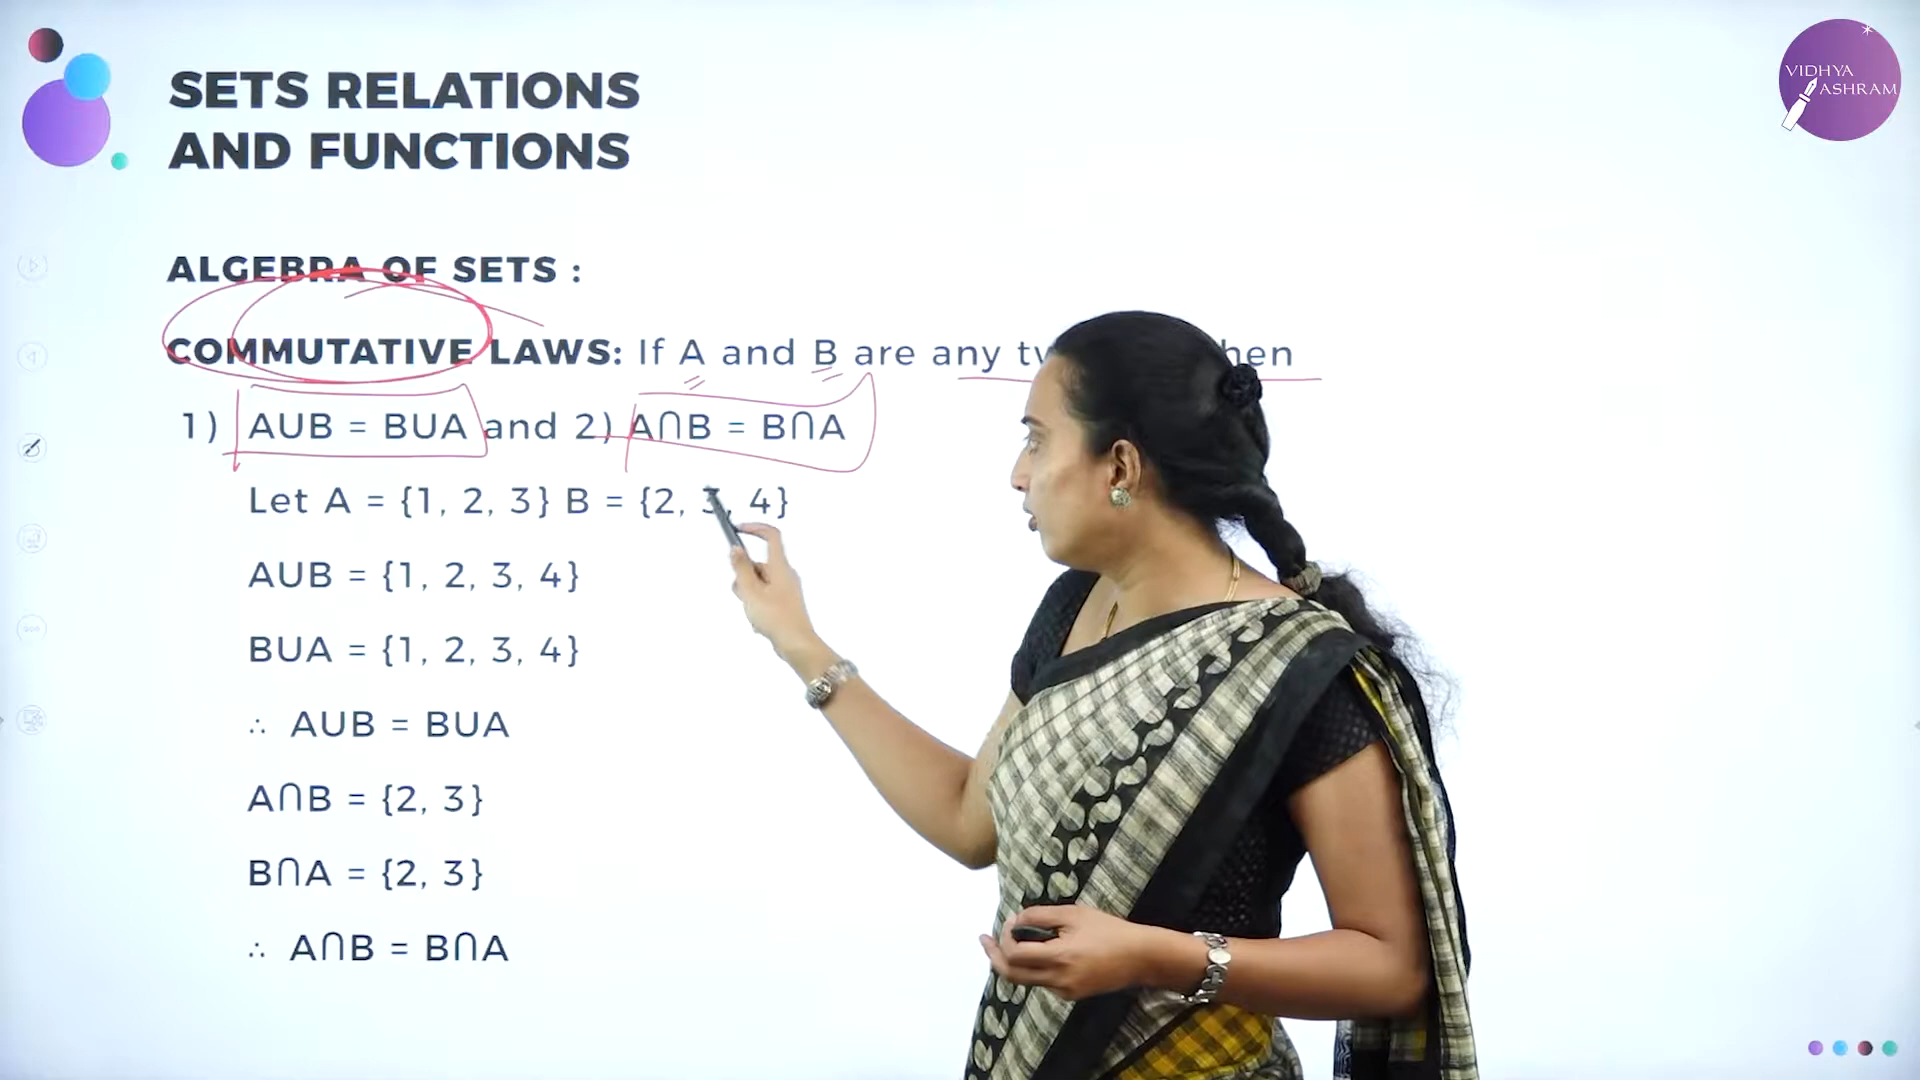 SETS RELATIONS
AND FUNCTIONS
VIDHYA
ASHRAM
ALGEBRA OF SETS :
COMMUTATIVE LAWS: If A and B are any
1) AUB = BUA and 2) A∩B = B∩A
Let A = {1, 2, 3} B = {2, 3, 4}
AUB = {1, 2, 3, 4}
BUA = {1, 2, 3, 4}
∴ AUB = BUA
A∩B = {2, 3}
B∩A = {2, 3}
∴ A∩B = B∩A